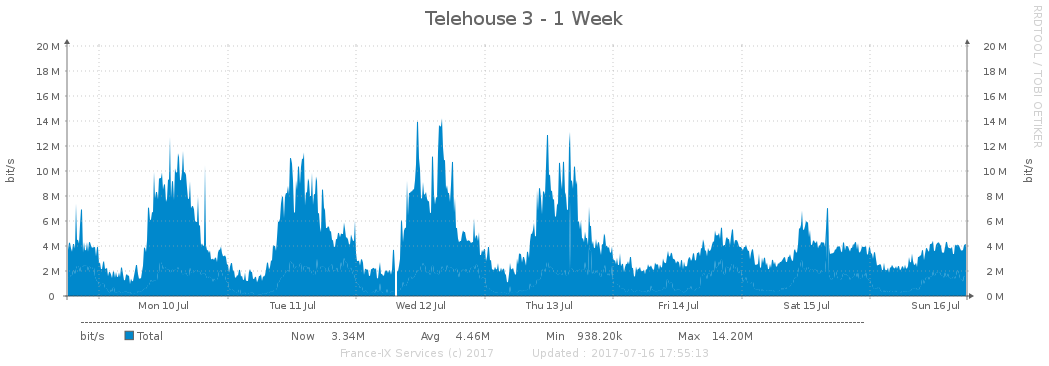 Telehouse 3 - 1 Week
RRDTOOL / TOBI OETIKER
bit/s
20 M 20 M
18 M 18 M
16 M 16 M
14 M 14 M
12 M 12 M
10 M 10 M
8 M 8 M
6 M 6 M
4 M 4 M
2 M 2 M
0 0 M
bit/s
Mon 10 Jul Tue 11 Jul Wed 12 Jul Thu 13 Jul Fri 14 Jul Sat 15 Jul Sun 16 Jul
bit/s Total Now 3.34M Avg 4.46M Min 938.20k Max 14.20M
France-IX Services (c) 2017 Updated : 2017-07-16 17:55:13